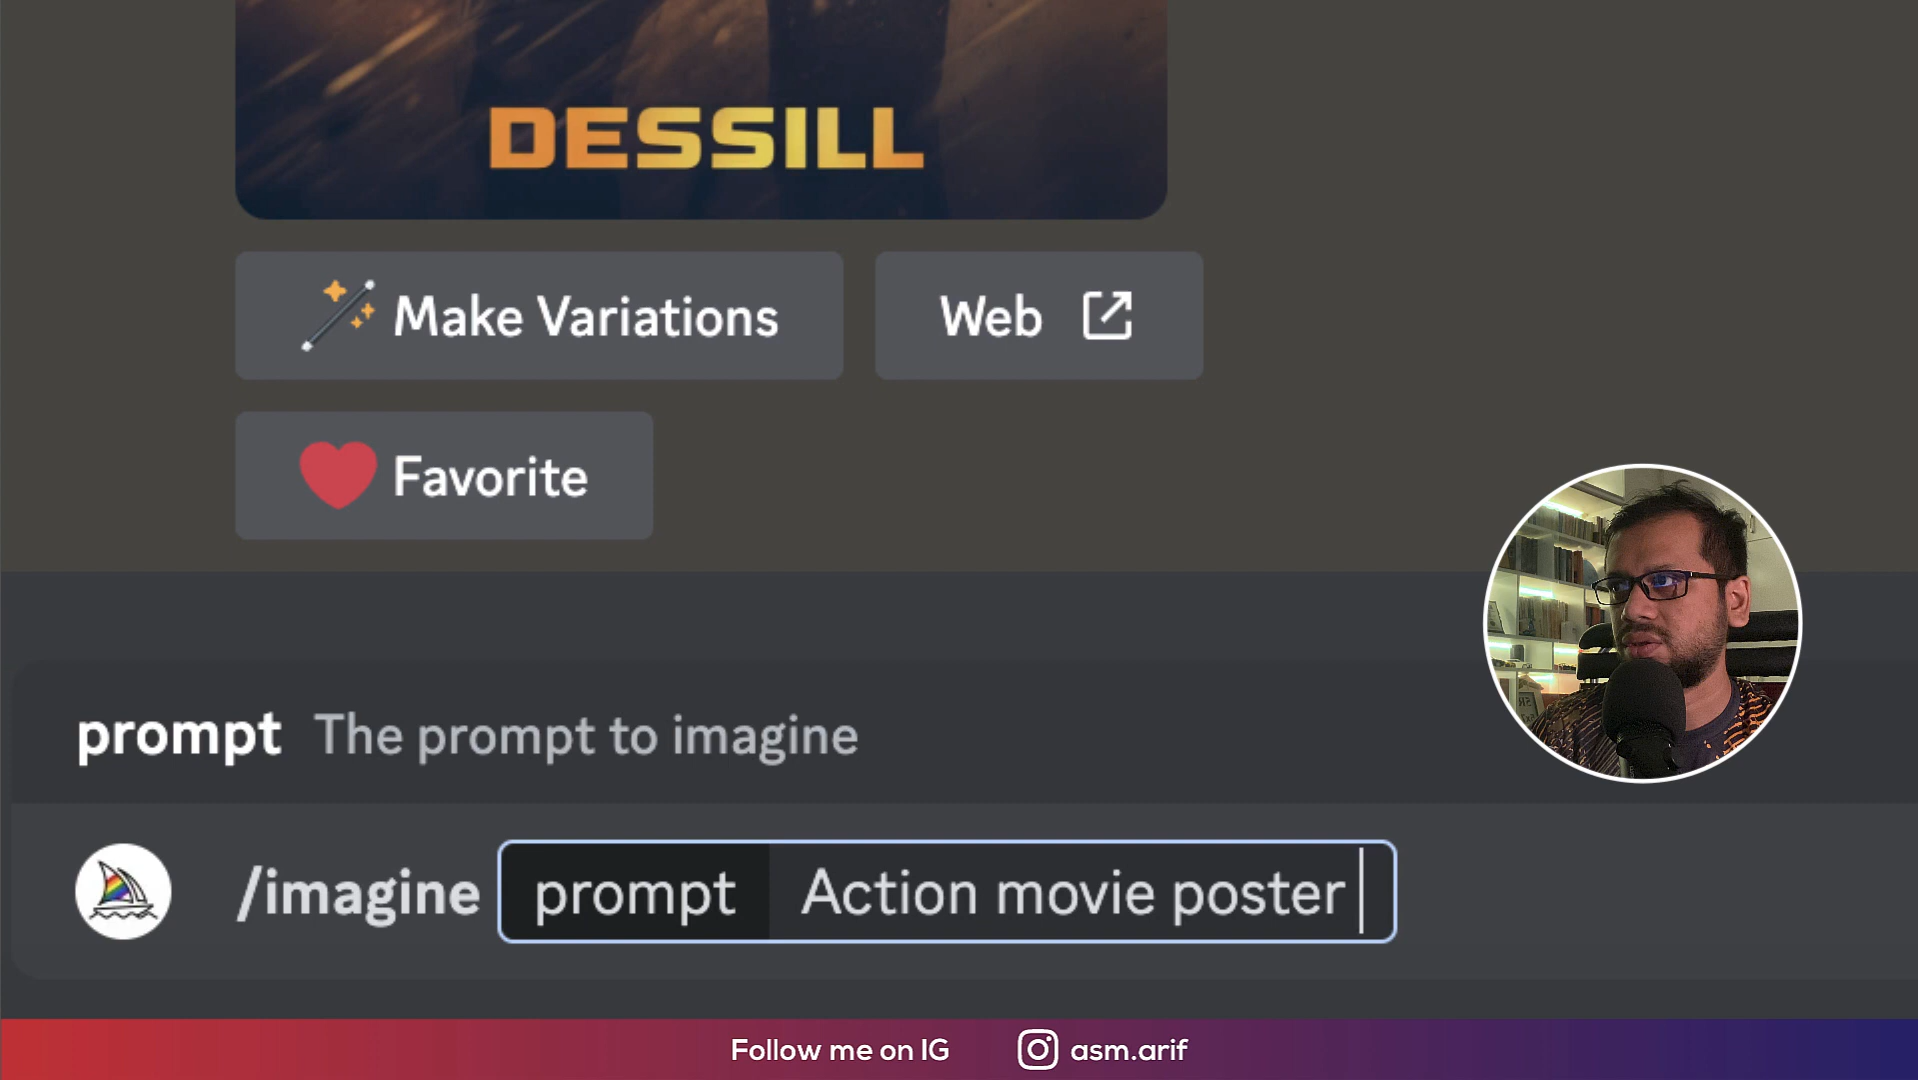 DESSILL
Make Variations
Web
Favorite
prompt The prompt to imagine
/imagine prompt Action movie poster
Follow me on IG asm.arif